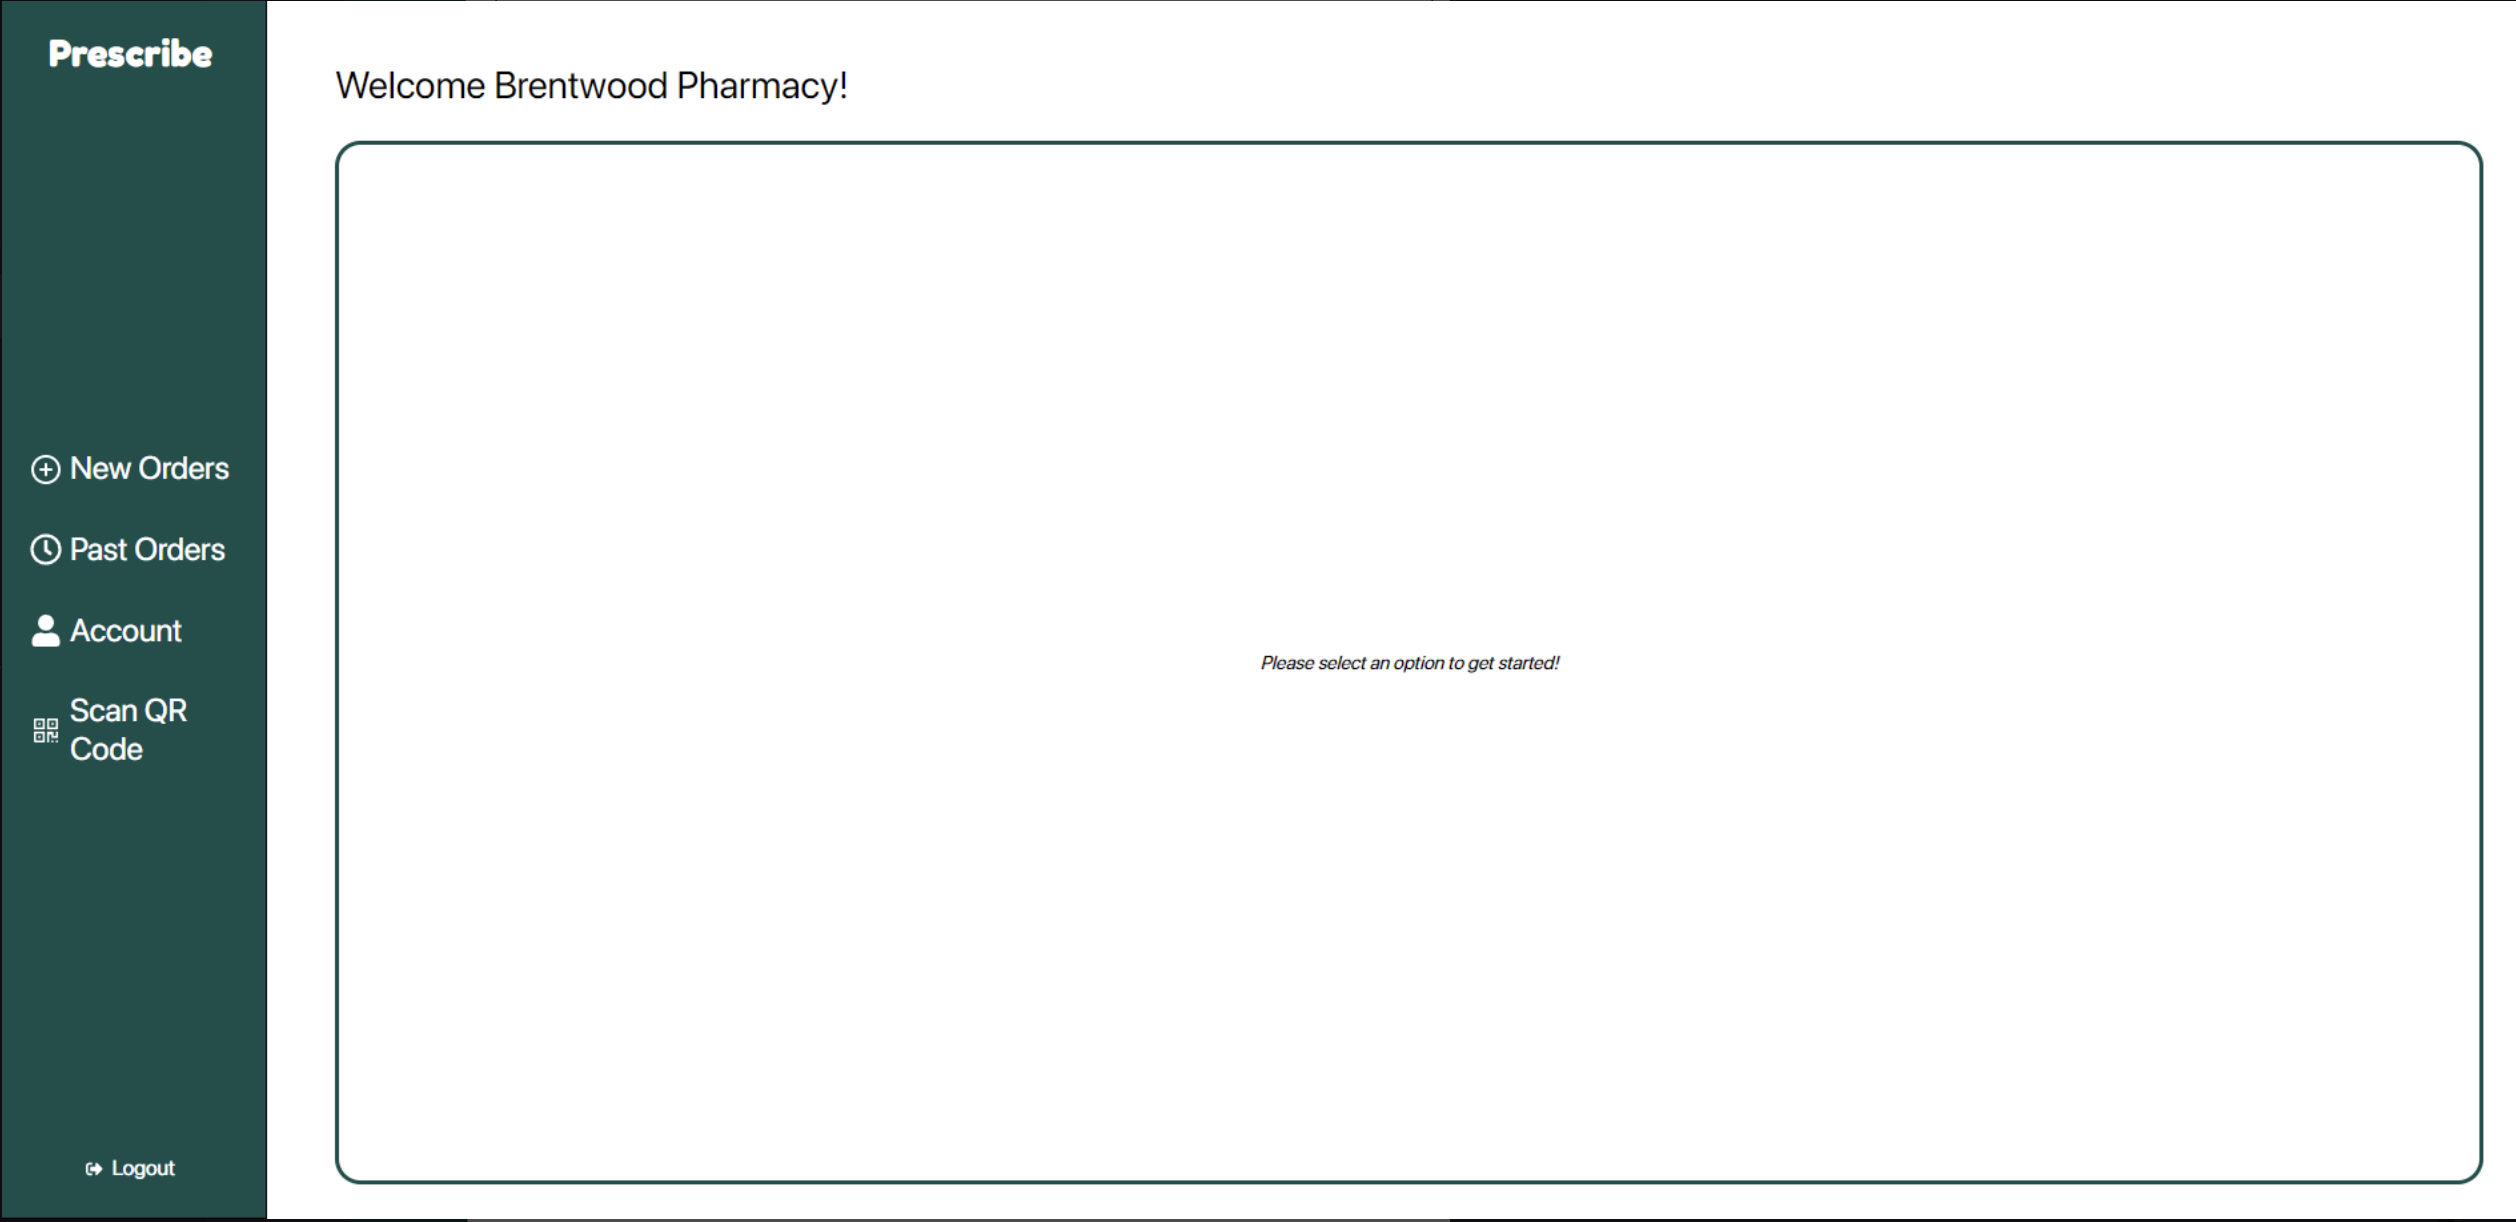 Prescribe
Welcome Brentwood Pharmacy!
New Orders
Past Orders
Account
Scan QR
Code
Please select an option to get started!
Logout